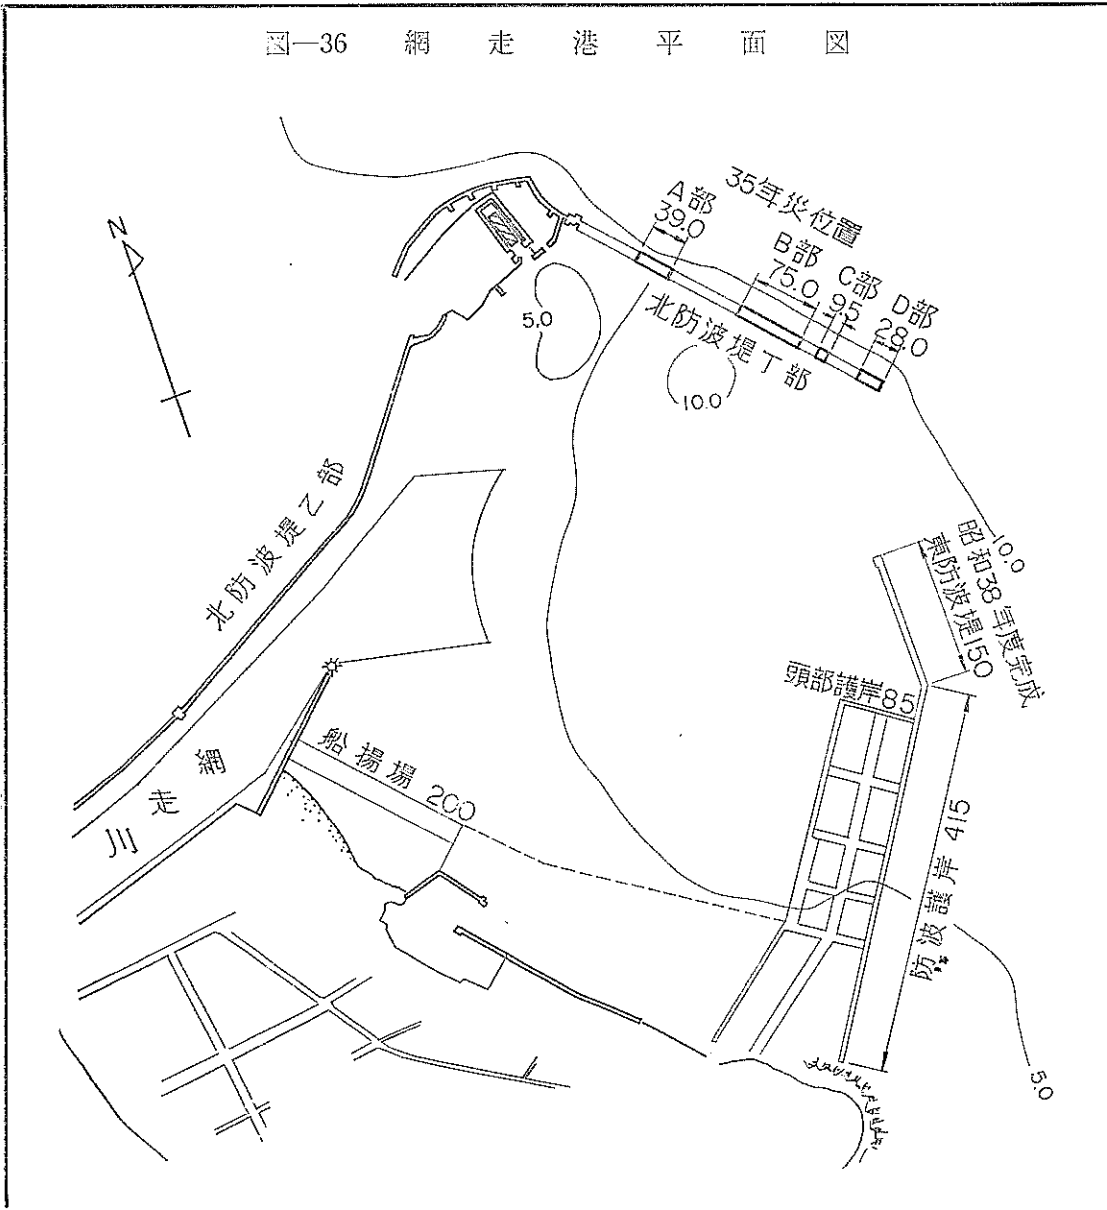 図—36 網走港平面図
N
35年災位置
A部
39.0
B部
75.0
C部
9.5
D部
28.0
北防波堤丁部
5.0
10.0
北防波堤乙部
10.0
昭和38年度完成
東防波堤150
頭部護岸85
船揚場 200
網走川
防波護岸 415
5.0